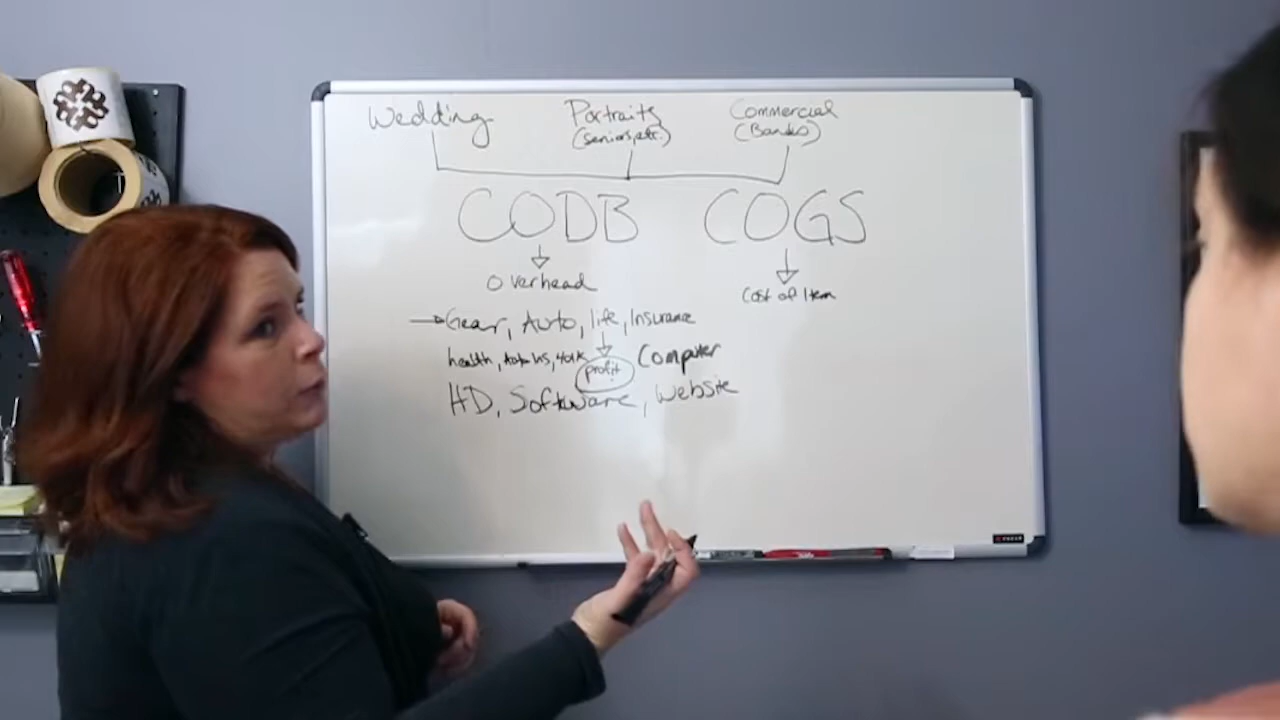 Wedding Portraits Commercial
(Seniors, etc.) (Banks)
CODB COGS
Overhead Cost of Item
Gear, Auto, life, Insurance
health, 401K Computer
profit
HD, Software, Website